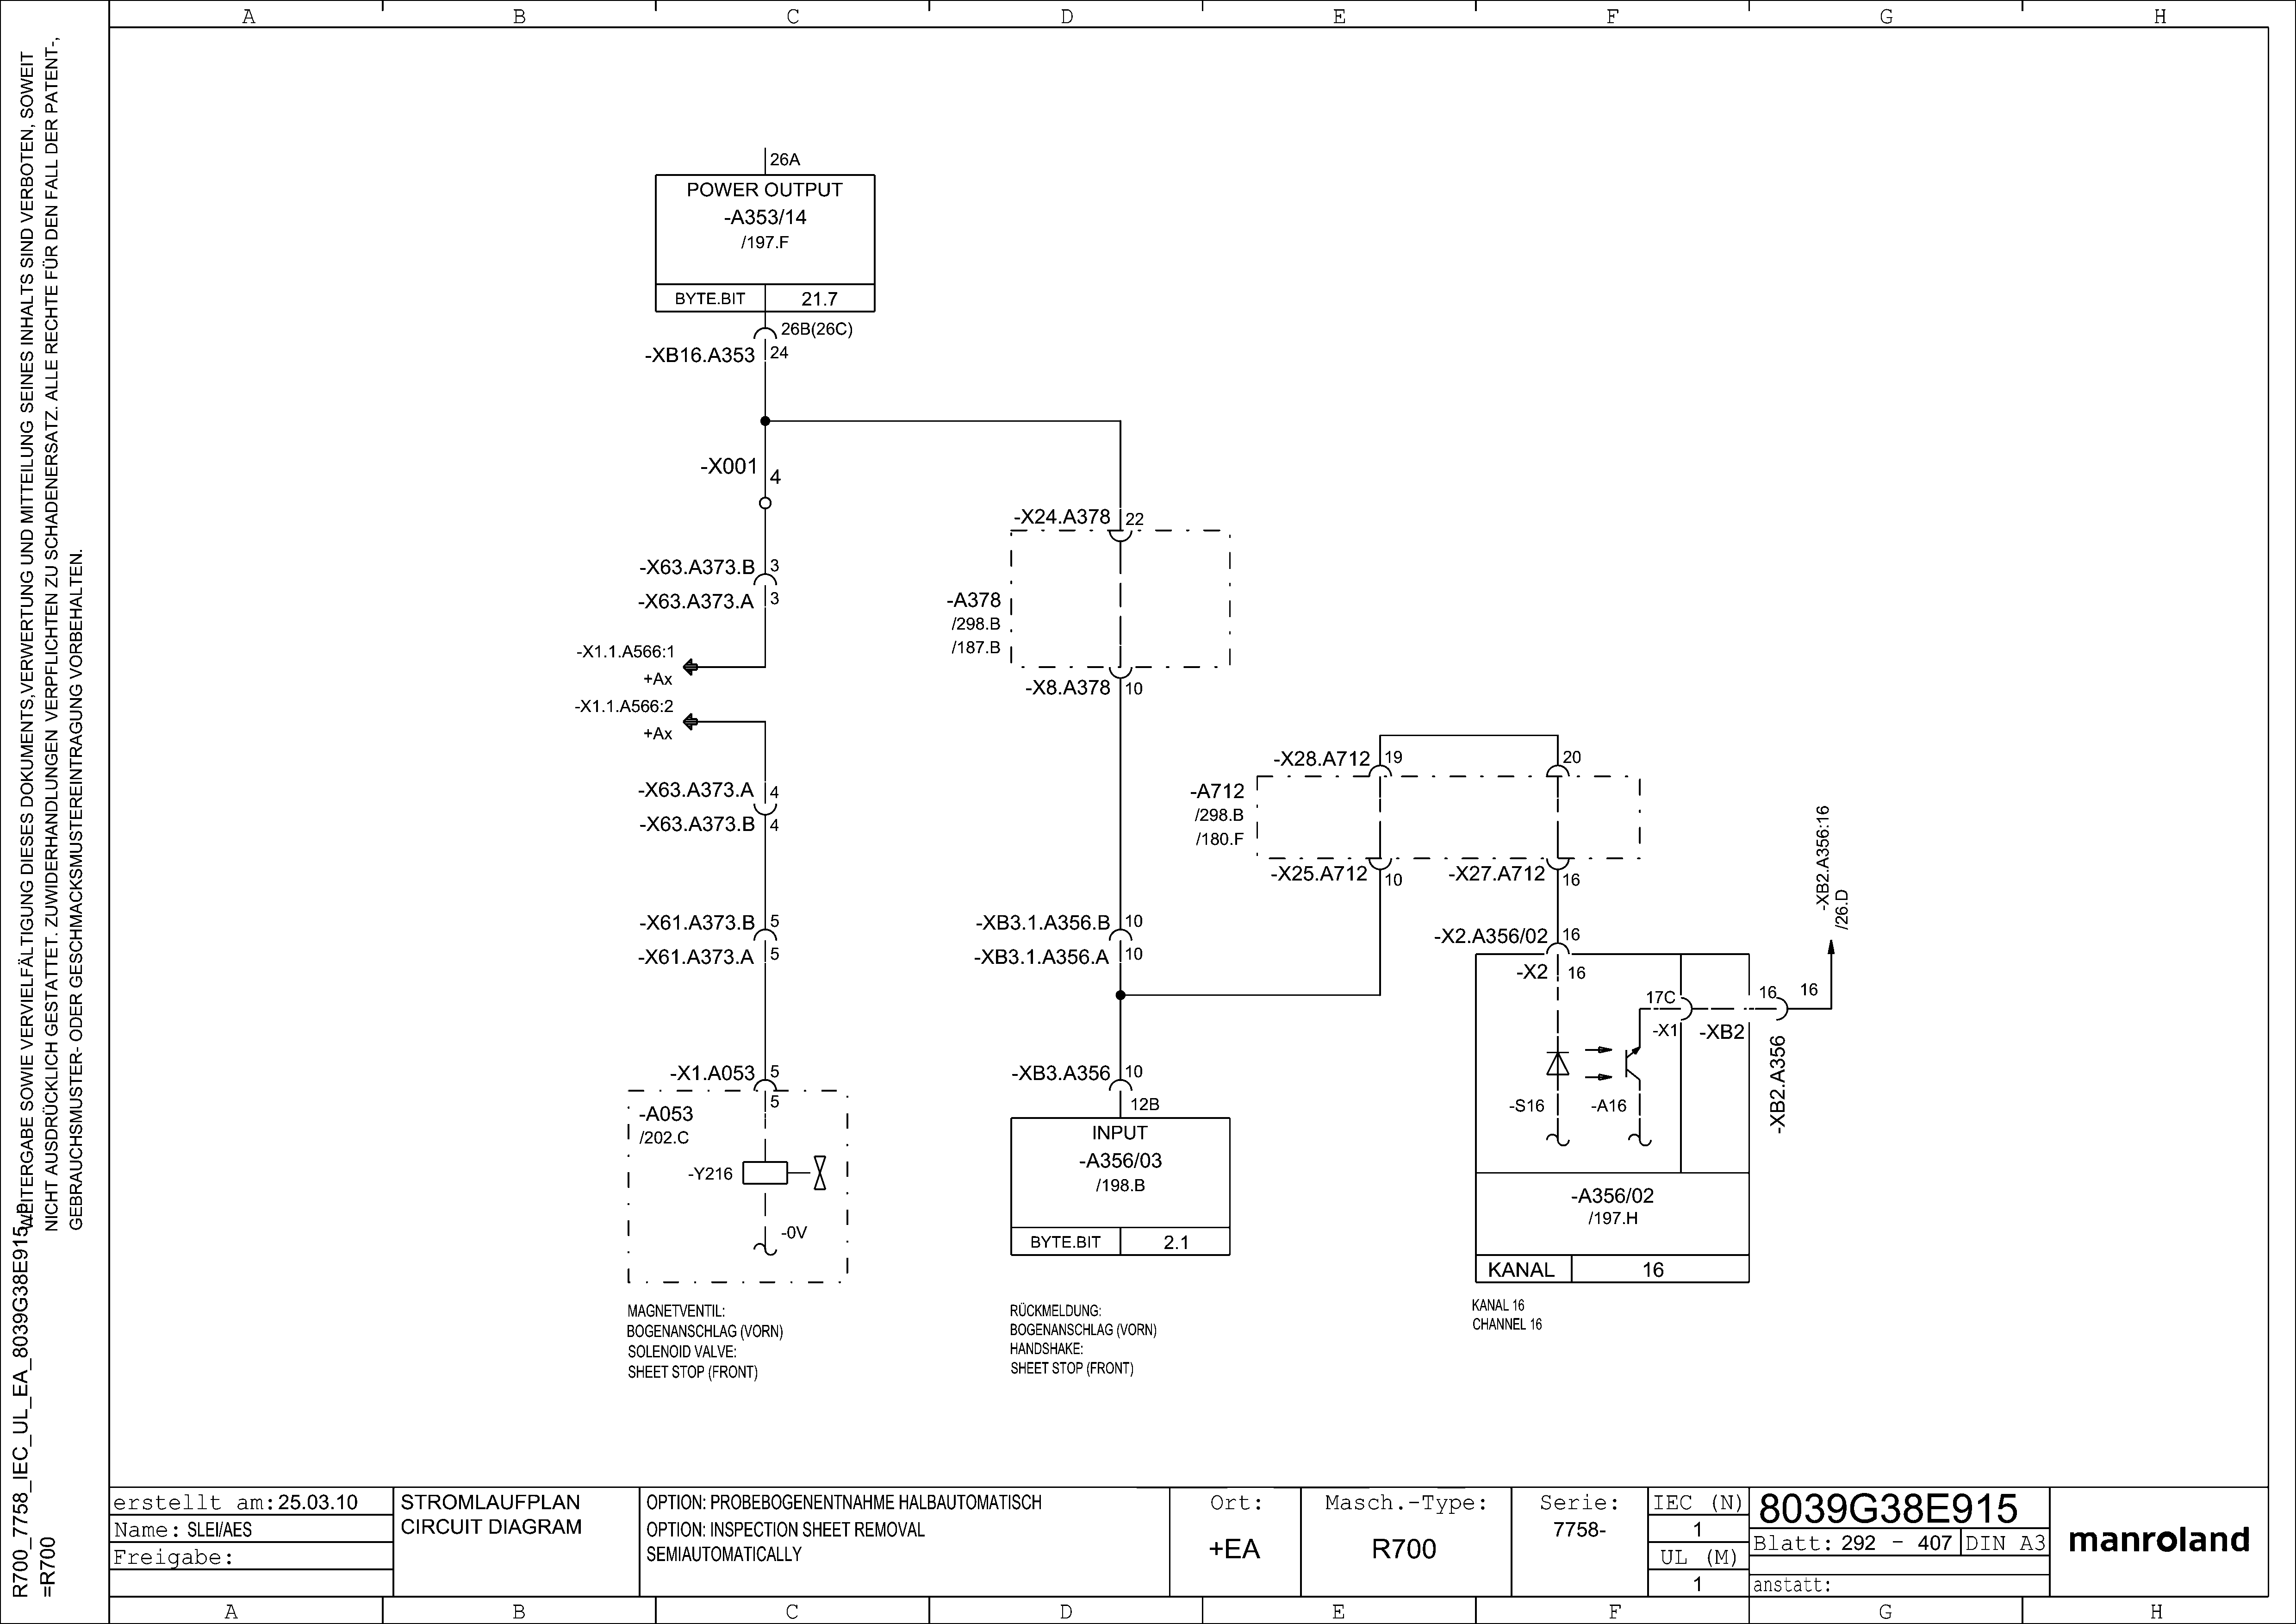 A B C D E F G H
WEITERGABE SOWIE VERVIELFÄLTIGUNG DIESES DOKUMENTS,VERWERTUNG UND MITTEILUNG SEINES INHALTS SIND VERBOTEN, SOWEIT
NICHT AUSDRÜCKLICH GESTATTET. ZUWIDERHANDLUNGEN VERPFLICHTEN ZU SCHADENERSATZ. ALLE RECHTE FÜR DEN FALL DER PATENT-,
GEBRAUCHSMUSTER- ODER GESCHMACKSMUSTEREINTRAGUNG VORBEHALTEN.
R700_7758_IEC_UL_EA_8039G38E915_D
=R700
26A
POWER OUTPUT
-A353/14
/197.F
BYTE.BIT 21.7
26B(26C)
-XB16.A353 24
-X001
4
-X63.A373.B 3
-X63.A373.A 3
-X1.1.A566:1
+Ax
-X1.1.A566:2
+Ax
-X63.A373.A 4
-X63.A373.B 4
-X61.A373.B 5
-X61.A373.A 5
-X1.A053 5
5
-A053
/202.C
-Y216
-0V
MAGNETVENTIL:
BOGENANSCHLAG (VORN)
SOLENOID VALVE:
SHEET STOP (FRONT)
-X24.A378 22
-A378
/298.B
/187.B
-X8.A378 10
-XB3.1.A356.B 10
-XB3.1.A356.A 10
-XB3.A356 10
12B
INPUT
-A356/03
/198.B
BYTE.BIT 2.1
RÜCKMELDUNG:
BOGENANSCHLAG (VORN)
HANDSHAKE:
SHEET STOP (FRONT)
-X28.A712 19 20
-A712
/298.B
/180.F
-X25.A712 10 -X27.A712 16
-X2.A356/02 16
-X2 16
17C 16 16
-X1 -XB2
-XB2.A356
-XB2.A356:16
/26.D
-S16 -A16
-A356/02
/197.H
KANAL 16
KANAL 16
CHANNEL 16
erstellt am: 25.03.10
Name: SLEI/AES
Freigabe:
STROMLAUFPLAN
CIRCUIT DIAGRAM
OPTION: PROBEBOGENENTNAHME HALBAUTOMATISCH
OPTION: INSPECTION SHEET REMOVAL
SEMIAUTOMATICALLY
Ort:
+EA
Masch.-Type:
R700
Serie:
7758-
IEC (N)
1
UL (M)
1
8039G38E915
Blatt: 292 - 407 DIN A3
anstatt:
manroland
A B C D E F G H